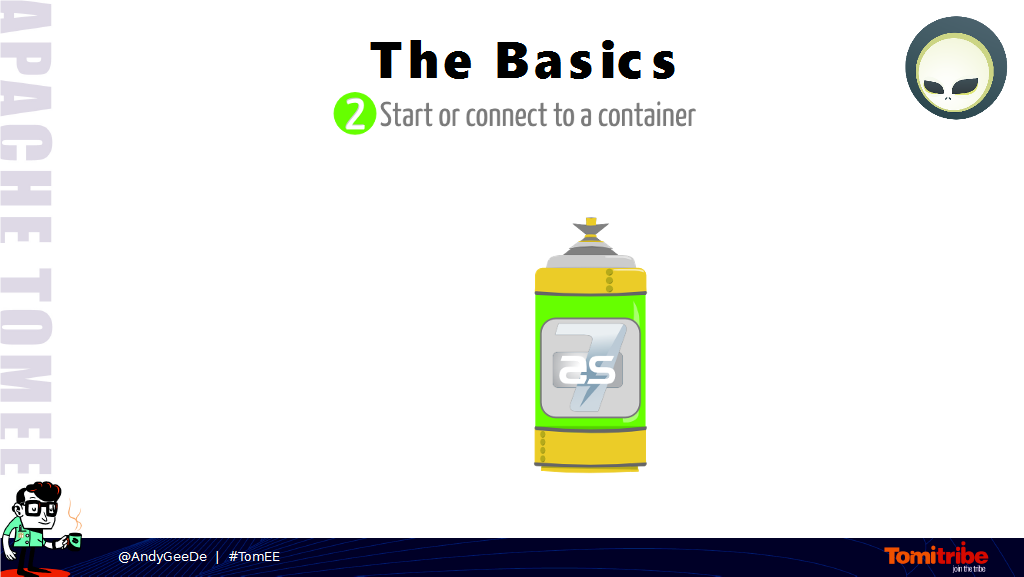 APACHE TOMEE
The Basics
2 Start or connect to a container
7
as
@AndyGeeDe | #TomEE
Tomitribe
join the tribe